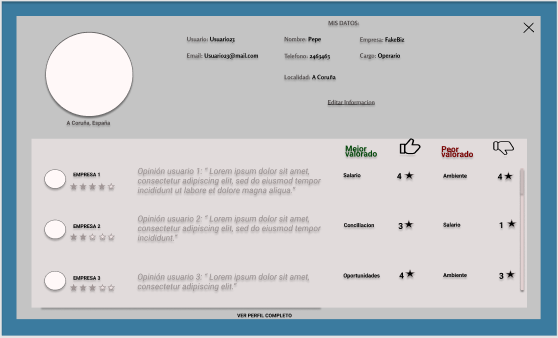 MIS DATOS:
Usuario: Usuario23 Nombre: Pepe Empresa: FakeBiz
Email: Usuario23@mail.com Telefono: 2463463 Cargo: Operario
Localidad: A Coruña
Editar Informacion
A Coruña, España
Mejor valorado
Peor valorado
EMPRESA 1
Opinión usuario 1: " Lorem ipsum dolor sit amet,
consectetur adipiscing elit, sed do eiusmod tempor
incididunt ut labore et dolore magna aliqua."
Salario 4 ★ Ambiente 4 ★
EMPRESA 2
Opinión usuario 2: " Lorem ipsum dolor sit amet,
consectetur adipiscing elit, sed do eiusmod tempor
incididunt."
Conciliacion 3 ★ Salario 1 ★
EMPRESA 3
Opinión usuario 3: " Lorem ipsum dolor sit amet,
consectetur adipiscing elit."
Oportunidades 4 ★ Ambiente 3 ★
VER PERFIL COMPLETO